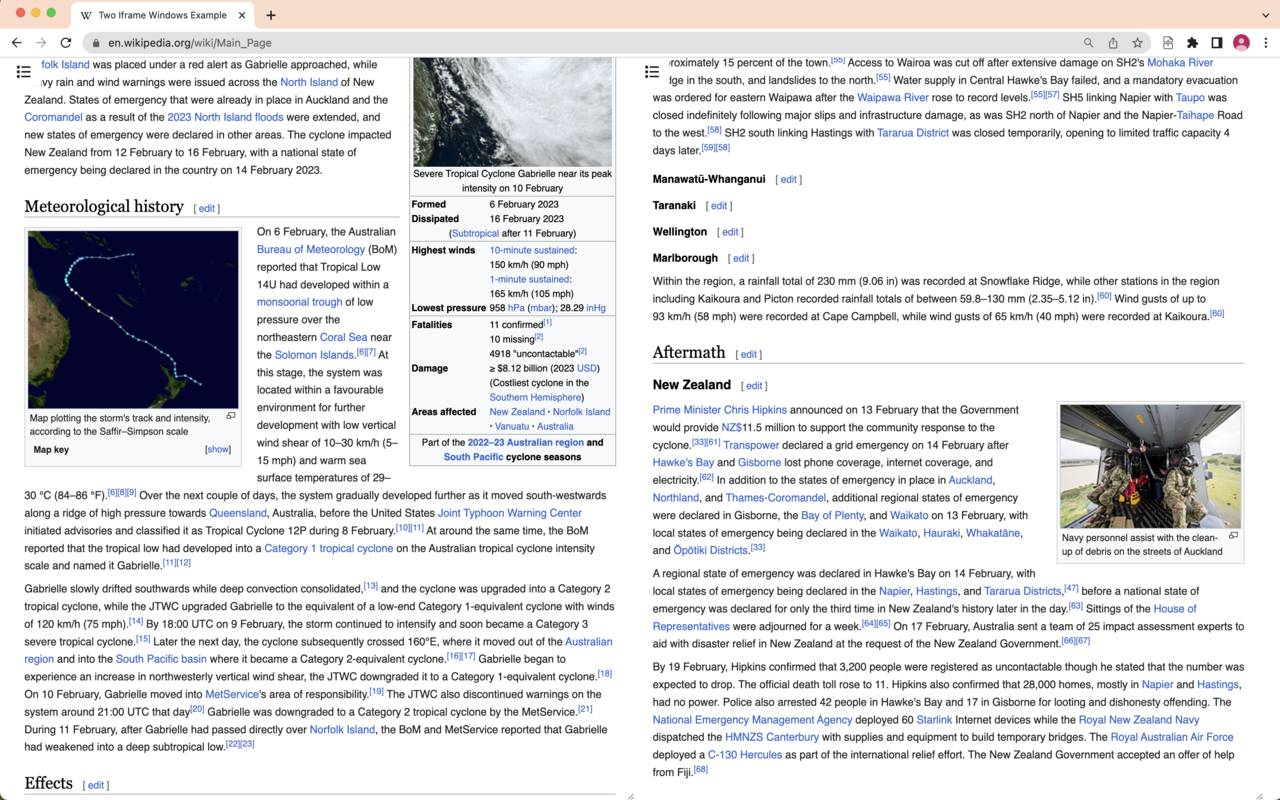 Two Iframe Windows Example
en.wikipedia.org/wiki/Main_Page
folk Island was placed under a red alert as Gabrielle approached, while
vy rain and wind warnings were issued across the North Island of New
Zealand. States of emergency that were already in place in Auckland and the
Coromandel as a result of the 2023 North Island floods were extended, and
new states of emergency were declared in other areas. The cyclone impacted
New Zealand from 12 February to 16 February, with a national state of
emergency being declared in the country on 14 February 2023.
Meteorological history [ edit ]
Map plotting the storm's track and intensity,
according to the Saffir–Simpson scale
Map key [show]
On 6 February, the Australian
Bureau of Meteorology (BoM)
reported that Tropical Low
14U had developed within a
monsoonal trough of low
pressure over the
northeastern Coral Sea near
the Solomon Islands.[6][7] At
this stage, the system was
located within a favourable
environment for further
development with low vertical
wind shear of 10–30 km/h (5–
15 mph) and warm sea
surface temperatures of 29–
30 °C (84–86 °F).[6][8][9] Over the next couple of days, the system gradually developed further as it moved south-westwards
along a ridge of high pressure towards Queensland, Australia, before the United States Joint Typhoon Warning Center
initiated advisories and classified it as Tropical Cyclone 12P during 8 February.[10][11] At around the same time, the BoM
reported that the tropical low had developed into a Category 1 tropical cyclone on the Australian tropical cyclone intensity
scale and named it Gabrielle.[11][12]
Gabrielle slowly drifted southwards while deep convection consolidated,[13] and the cyclone was upgraded into a Category 2
tropical cyclone, while the JTWC upgraded Gabrielle to the equivalent of a low-end Category 1-equivalent cyclone with winds
of 120 km/h (75 mph).[14] By 18:00 UTC on 9 February, the storm continued to intensify and soon became a Category 3
severe tropical cyclone.[15] Later the next day, the cyclone subsequently crossed 160°E, where it moved out of the Australian
region and into the South Pacific basin where it became a Category 2-equivalent cyclone.[16][17] Gabrielle began to
experience an increase in northwesterly vertical wind shear, the JTWC downgraded it to a Category 1-equivalent cyclone.[18]
On 10 February, Gabrielle moved into MetService's area of responsibility.[19] The JTWC also discontinued warnings on the
system around 21:00 UTC that day[20] Gabrielle was downgraded to a Category 2 tropical cyclone by the MetService.[21]
During 11 February, after Gabrielle had passed directly over Norfolk Island, the BoM and MetService reported that Gabrielle
had weakened into a deep subtropical low.[22][23]
Effects [ edit ]
Severe Tropical Cyclone Gabrielle near its peak
intensity on 10 February
Formed 6 February 2023
Dissipated 16 February 2023
(Subtropical after 11 February)
Highest winds 10-minute sustained:
150 km/h (90 mph)
1-minute sustained:
165 km/h (105 mph)
Lowest pressure 958 hPa (mbar); 28.29 inHg
Fatalities 11 confirmed[1]
10 missing[2]
4918 "uncontactable"[2]
Damage ≥ $8.12 billion (2023 USD)
(Costliest cyclone in the
Southern Hemisphere)
Areas affected New Zealand · Norfolk Island
· Vanuatu · Australia
Part of the 2022–23 Australian region and
South Pacific cyclone seasons
roximately 15 percent of the town.[55] Access to Wairoa was cut off after extensive damage on SH2's Mohaka River
dge in the south, and landslides to the north.[55] Water supply in Central Hawke's Bay failed, and a mandatory evacuation
was ordered for eastern Waipawa after the Waipawa River rose to record levels.[55][57] SH5 linking Napier with Taupo was
closed indefinitely following major slips and infrastructure damage, as was SH2 north of Napier and the Napier-Taihape Road
to the west.[58] SH2 south linking Hastings with Tararua District was closed temporarily, opening to limited traffic capacity 4
days later.[59][58]
Manawatū-Whanganui [ edit ]
Taranaki [ edit ]
Wellington [ edit ]
Marlborough [ edit ]
Within the region, a rainfall total of 230 mm (9.06 in) was recorded at Snowflake Ridge, while other stations in the region
including Kaikoura and Picton recorded rainfall totals of between 59.8–130 mm (2.35–5.12 in).[60] Wind gusts of up to
93 km/h (58 mph) were recorded at Cape Campbell, while wind gusts of 65 km/h (40 mph) were recorded at Kaikoura.[60]
Aftermath [ edit ]
New Zealand [ edit ]
Prime Minister Chris Hipkins announced on 13 February that the Government
would provide NZ$11.5 million to support the community response to the
cyclone.[33][61] Transpower declared a grid emergency on 14 February after
Hawke's Bay and Gisborne lost phone coverage, internet coverage, and
electricity.[62] In addition to the states of emergency in place in Auckland,
Northland, and Thames-Coromandel, additional regional states of emergency
were declared in Gisborne, the Bay of Plenty, and Waikato on 13 February, with
local states of emergency being declared in the Waikato, Hauraki, Whakatāne,
and Ōpōtiki Districts.[33]
Navy personnel assist with the clean-
up of debris on the streets of Auckland
A regional state of emergency was declared in Hawke's Bay on 14 February, with
local states of emergency being declared in the Napier, Hastings, and Tararua Districts,[47] before a national state of
emergency was declared for only the third time in New Zealand's history later in the day.[63] Sittings of the House of
Representatives were adjourned for a week.[64][65] On 17 February, Australia sent a team of 25 impact assessment experts to
aid with disaster relief in New Zealand at the request of the New Zealand Government.[66][67]
By 19 February, Hipkins confirmed that 3,200 people were registered as uncontactable though he stated that the number was
expected to drop. The official death toll rose to 11. Hipkins also confirmed that 28,000 homes, mostly in Napier and Hastings,
had no power. Police also arrested 42 people in Hawke's Bay and 17 in Gisborne for looting and dishonesty offending. The
National Emergency Management Agency deployed 60 Starlink Internet devices while the Royal New Zealand Navy
dispatched the HMNZS Canterbury with supplies and equipment to build temporary bridges. The Royal Australian Air Force
deployed a C-130 Hercules as part of the international relief effort. The New Zealand Government accepted an offer of help
from Fiji.[68]